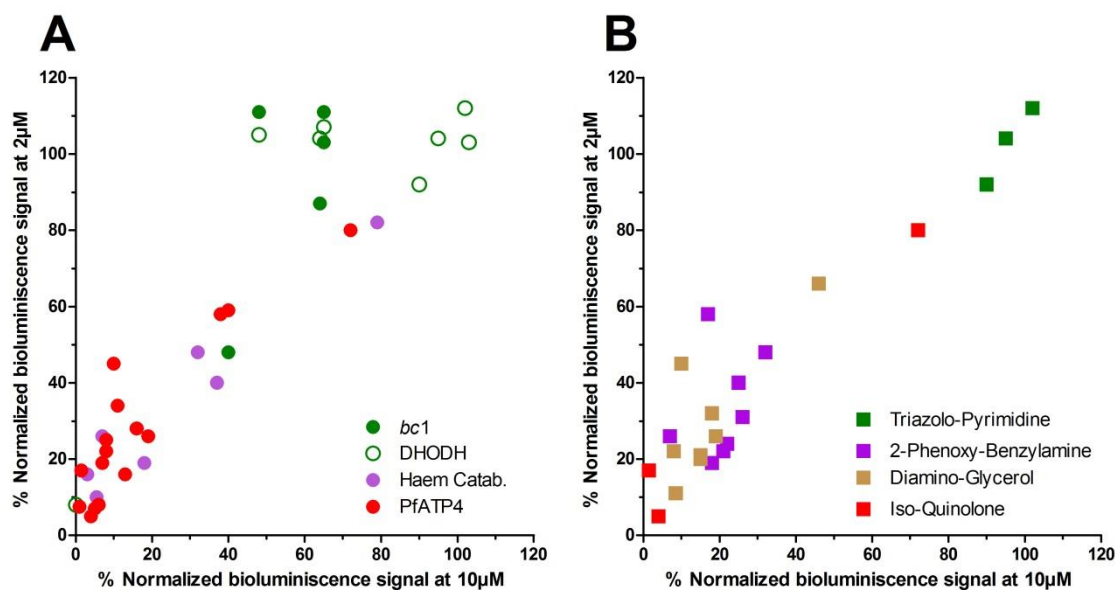 A
% Normalized bioluminiscence signal at 2µM
120
100
80
60
40
20
0
0 20 40 60 80 100 120
% Normalized bioluminiscence signal at 10µM
bc1
DHODH
Haem Catab.
PfATP4
B
% Normalized bioluminiscence signal at 2µM
120
100
80
60
40
20
0
0 20 40 60 80 100 120
% Normalized bioluminiscence signal at 10µM
Triazolo-Pyrimidine
2-Phenoxy-Benzylamine
Diamino-Glycerol
Iso-Quinolone